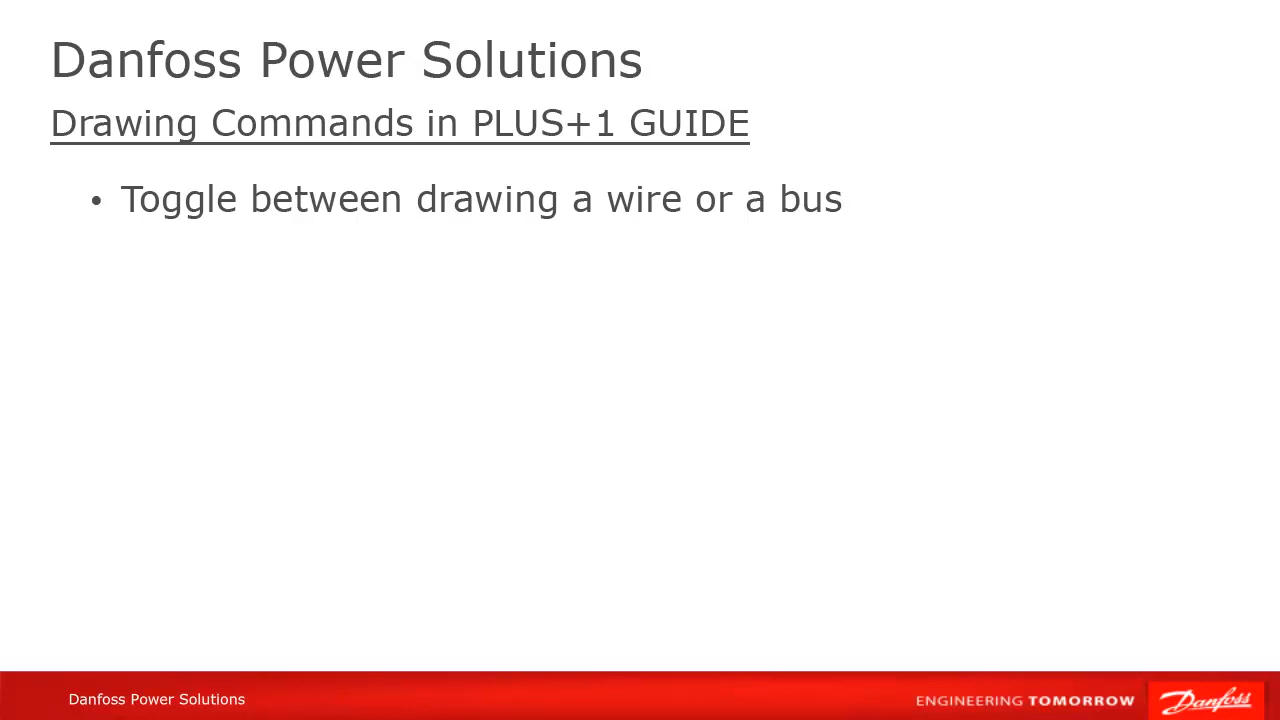 Danfoss Power Solutions
Drawing Commands in PLUS+1 GUIDE
• Toggle between drawing a wire or a bus
Danfoss Power Solutions
ENGINEERING TOMORROW
Danfoss